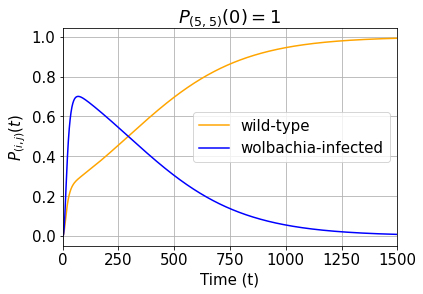 P(5, 5)(0) = 1
1.0
0.8
0.6
0.4
0.2
0.0
P(i,j)(t)
wild-type
wolbachia-infected
0 250 500 750 1000 1250 1500
Time (t)